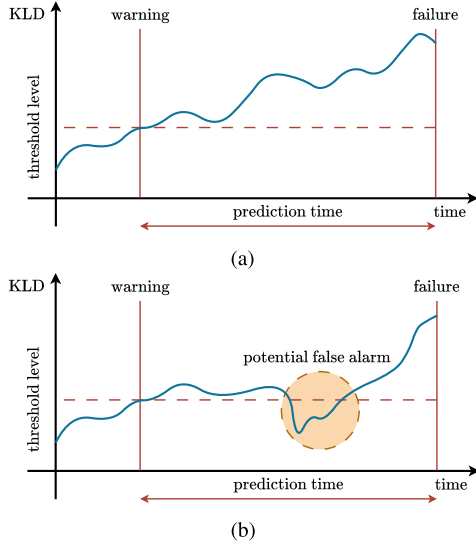 KLD
warning
failure
threshold level
prediction time
time
(a)
KLD
warning
failure
potential false alarm
threshold level
prediction time
time
(b)